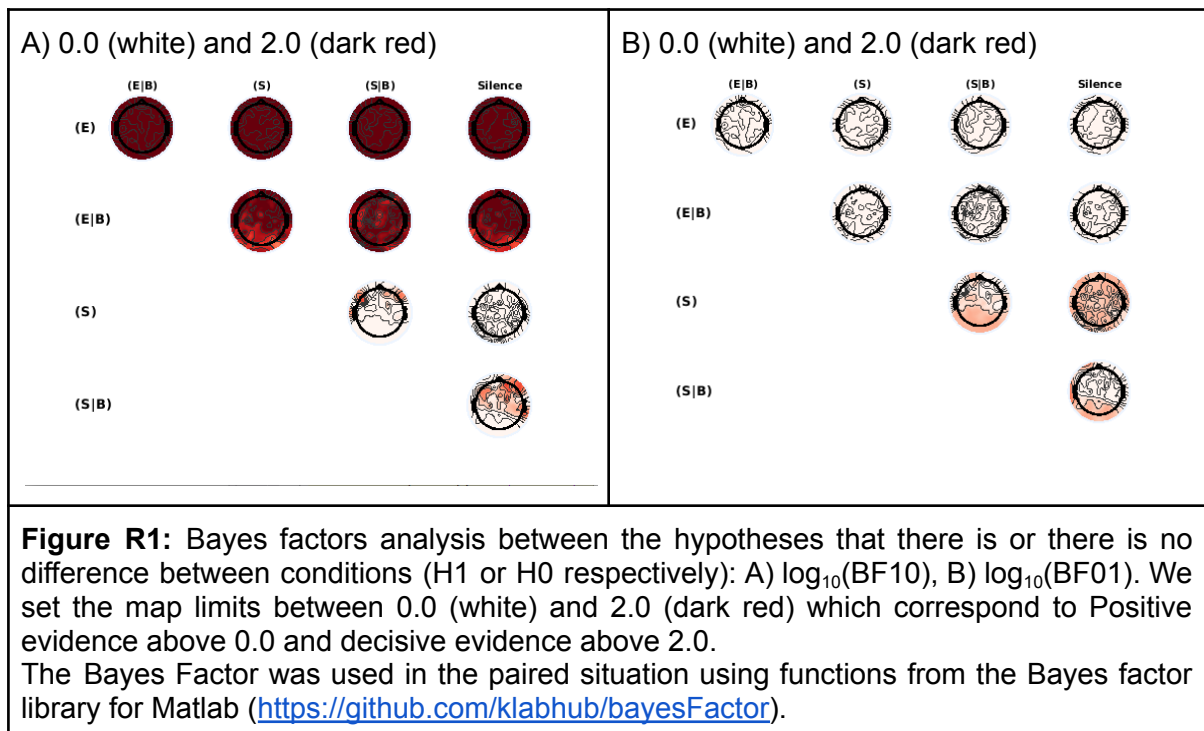 A) 0.0 (white) and 2.0 (dark red)
(E|B) (S) (S|B) Silence
(E)
(E|B)
(S)
(S|B)
B) 0.0 (white) and 2.0 (dark red)
(E|B) (S) (S|B) Silence
(E)
(E|B)
(S)
(S|B)
Figure R1: Bayes factors analysis between the hypotheses that there is or there is no
difference between conditions (H1 or H0 respectively): A) log₁₀(BF10), B) log₁₀(BF01). We
set the map limits between 0.0 (white) and 2.0 (dark red) which correspond to Positive
evidence above 0.0 and decisive evidence above 2.0.
The Bayes Factor was used in the paired situation using functions from the Bayes factor
library for Matlab (https://github.com/klabhub/bayesFactor).